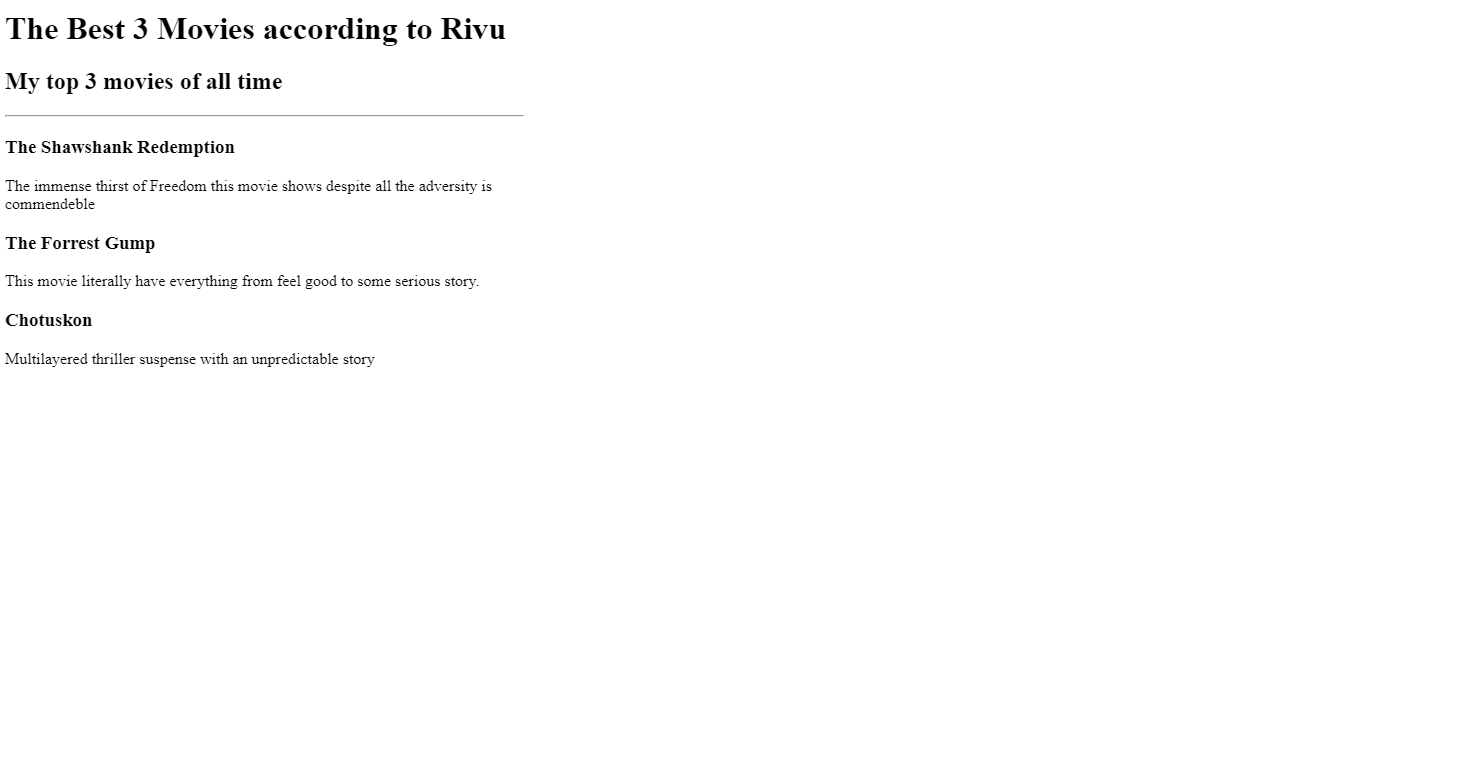 The Best 3 Movies according to Rivu
My top 3 movies of all time
The Shawshank Redemption
The immense thirst of Freedom this movie shows despite all the adversity is
commendeble
The Forrest Gump
This movie literally have everything from feel good to some serious story.
Chotuskon
Multilayered thriller suspense with an unpredictable story